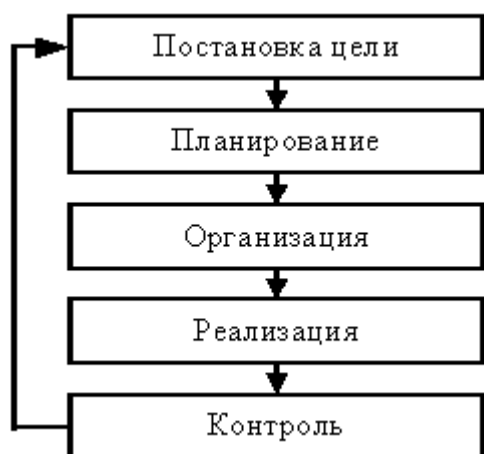 Постановка цели
Планирование
Организация
Реализация
Контроль